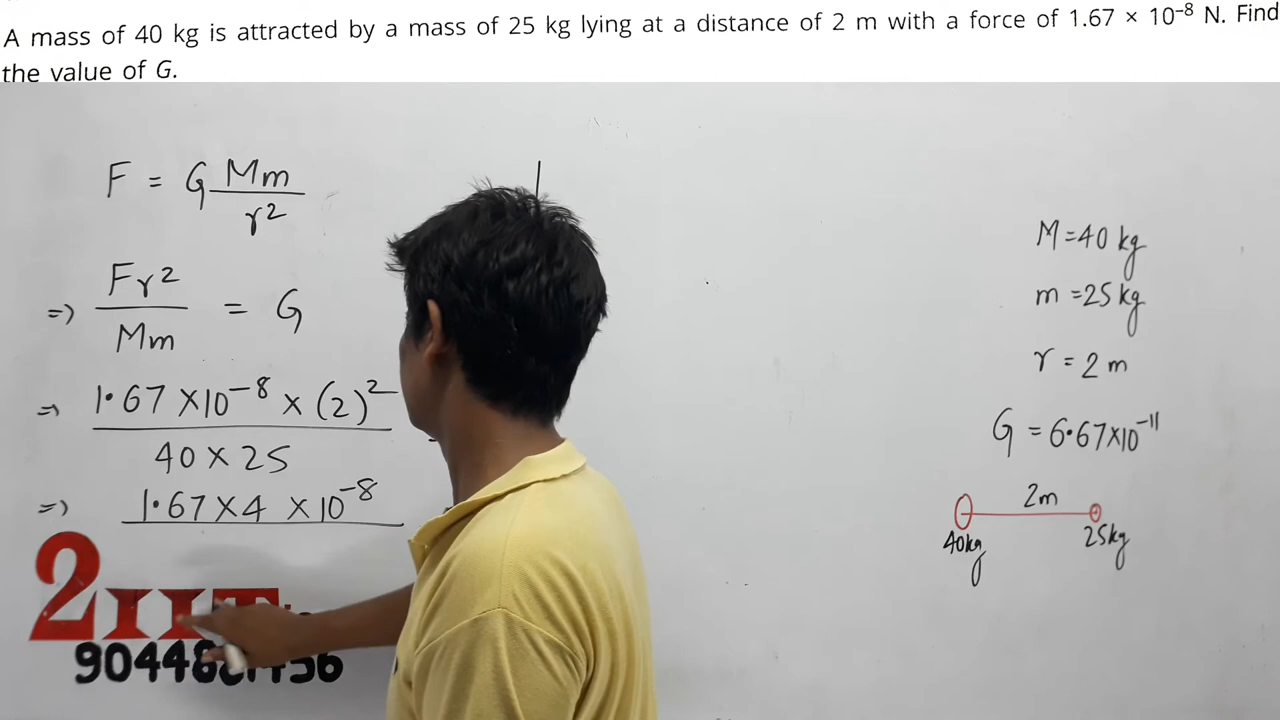 A mass of 40 kg is attracted by a mass of 25 kg lying at a distance of 2 m with a force of 1.67 × 10⁻⁸ N. Find
the value of G.
F = G Mm / r²
=> Fr² / Mm = G
=> 1.67 × 10⁻⁸ × (2)² / 40 × 25
=> 1.67 × 4 × 10⁻⁸
2IIT
M = 40 kg
m = 25 kg
r = 2 m
G = 6.67 × 10⁻¹¹
2m
40kg 25kg